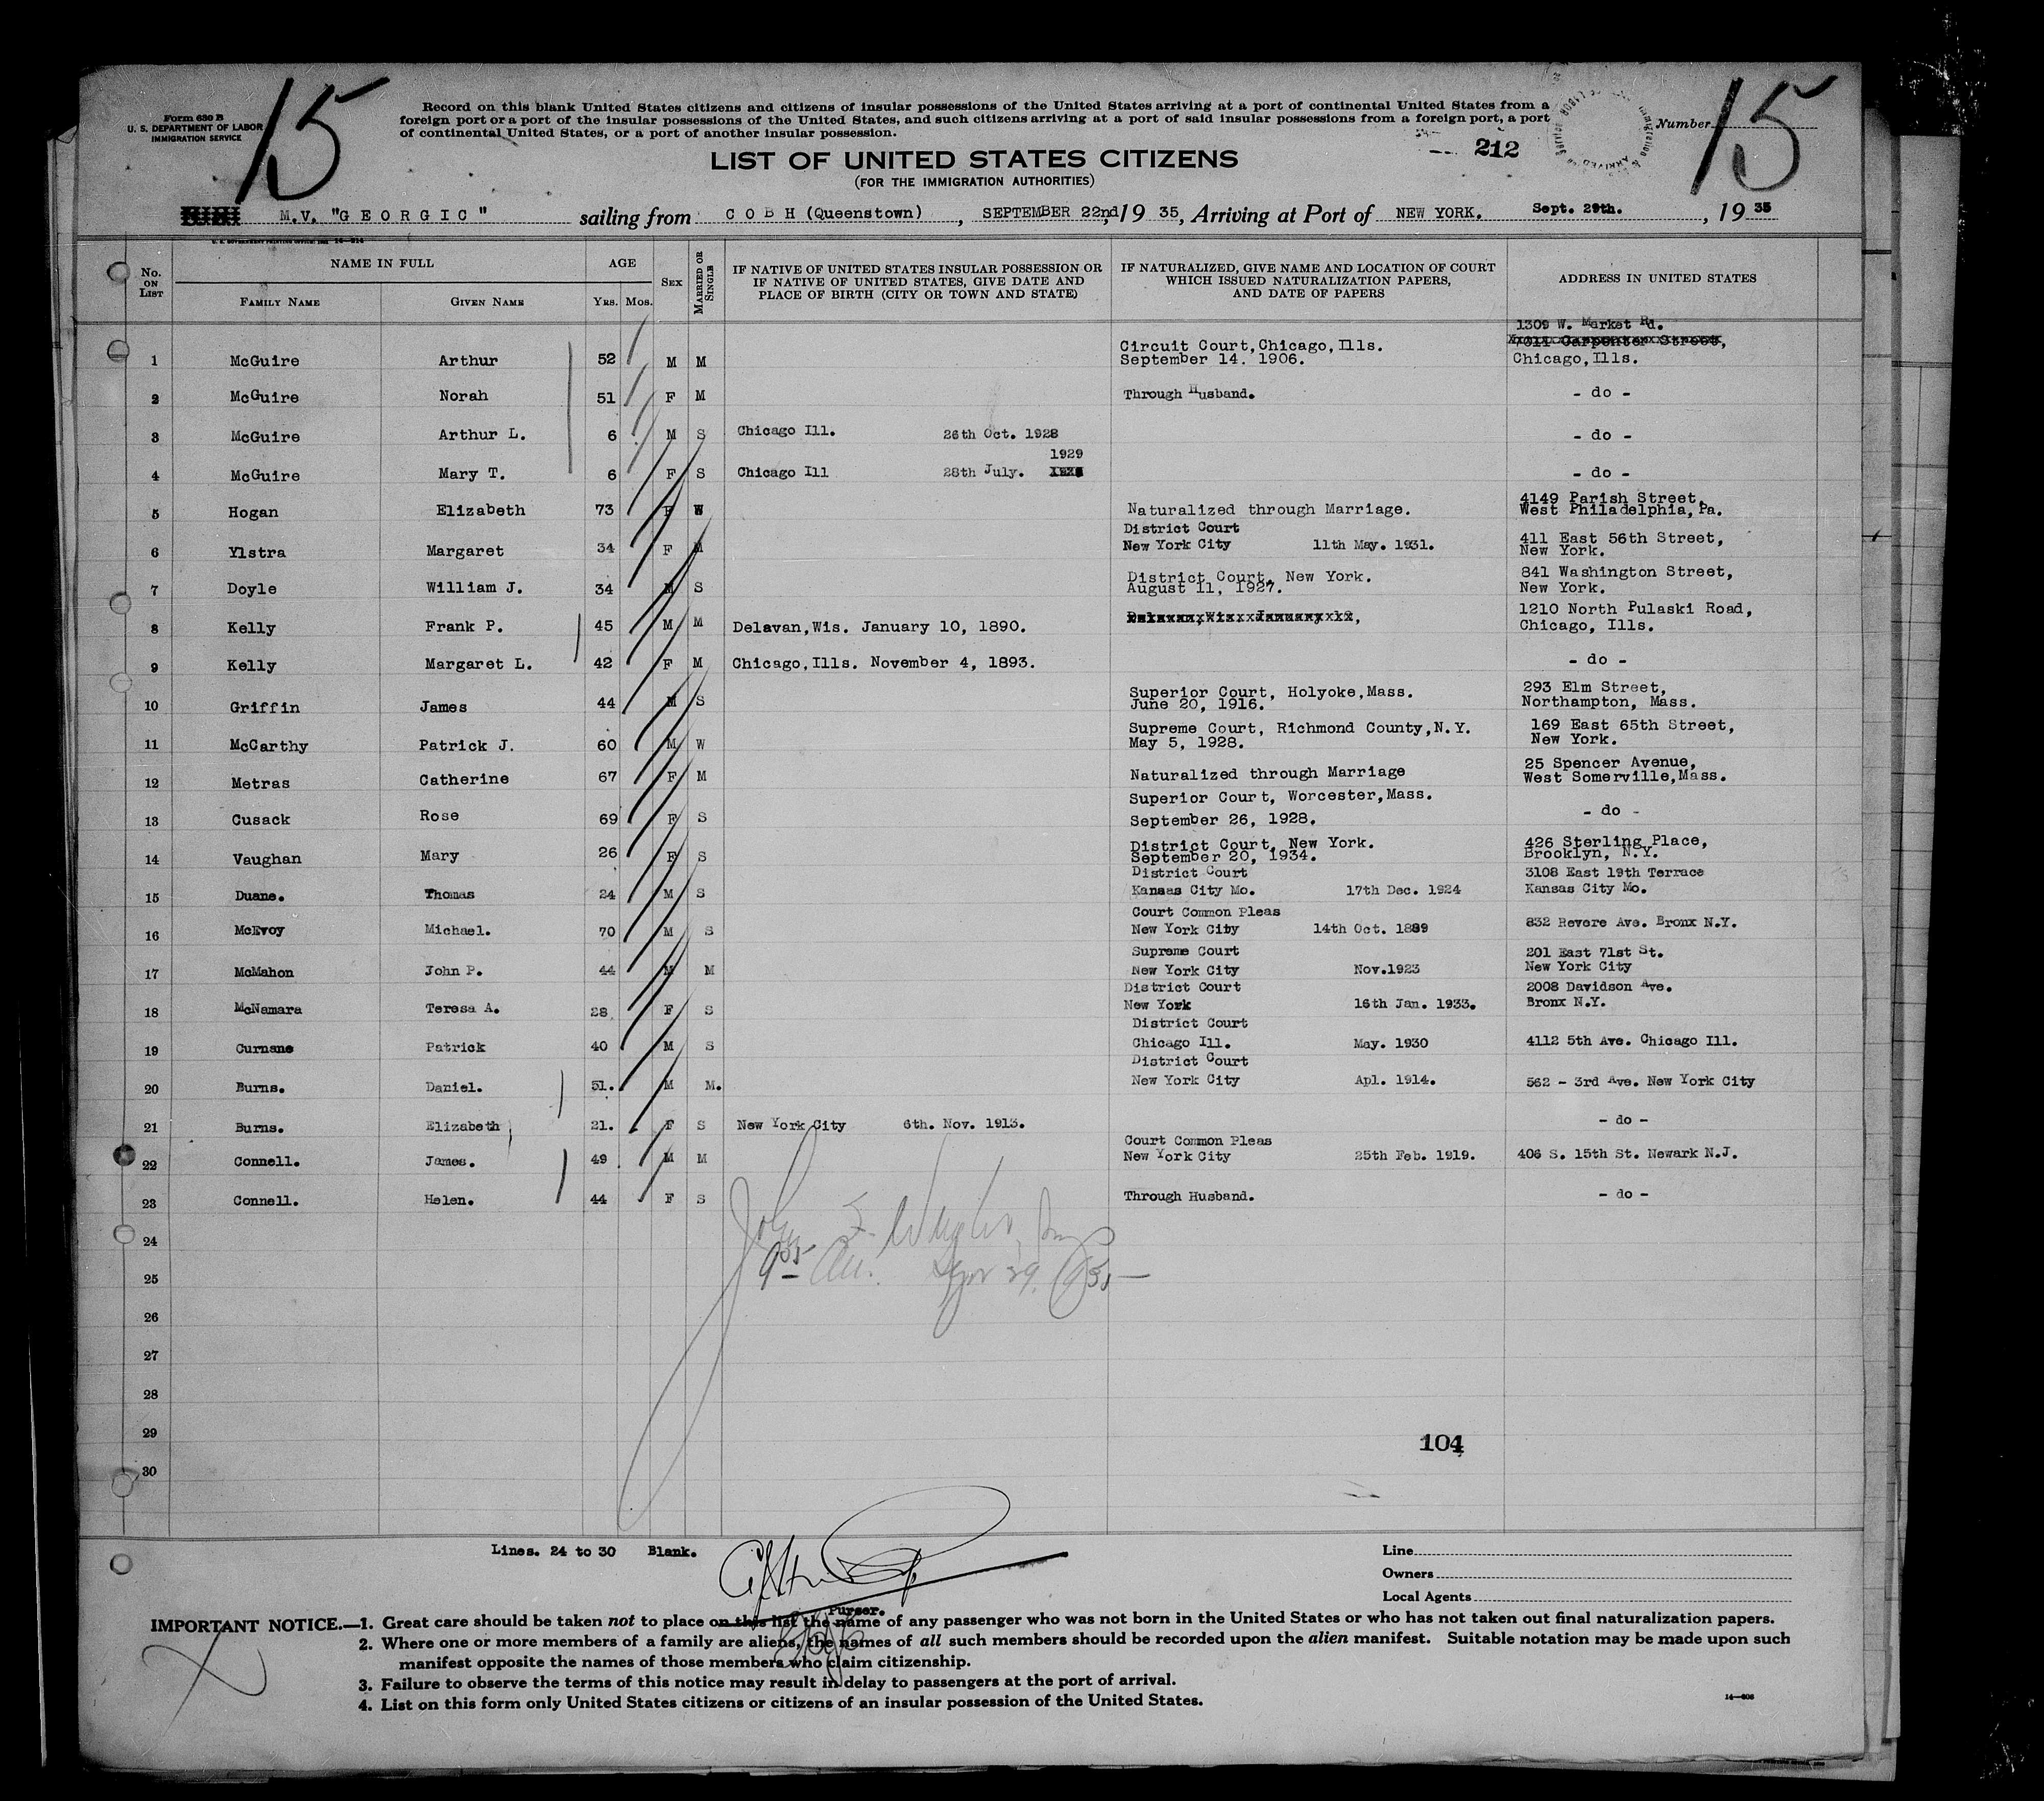 15
15
Form 630 B
U. S. DEPARTMENT OF LABOR
IMMIGRATION SERVICE
Record on this blank United States citizens and citizens of insular possessions of the United States arriving at a port of continental United States from a
foreign port or a port of the insular possessions of the United States, and such citizens arriving at a port of said insular possessions from a foreign port, a port
of continental United States, or a port of another insular possession.
Number
212
LIST OF UNITED STATES CITIZENS
(FOR THE IMMIGRATION AUTHORITIES)
M.V. "GEORGIC" sailing from COBH (Queenstown), SEPTEMBER 22nd, 1935, Arriving at Port of NEW YORK. Sept. 29th., 1935
No. ON LIST
NAME IN FULL
FAMILY NAME GIVEN NAME
AGE
YRS. MOS.
SEX
MARRIED OR SINGLE
IF NATIVE OF UNITED STATES INSULAR POSSESSION OR
IF NATIVE OF UNITED STATES, GIVE DATE AND
PLACE OF BIRTH (CITY OR TOWN AND STATE)
IF NATURALIZED, GIVE NAME AND LOCATION OF COURT
WHICH ISSUED NATURALIZATION PAPERS,
AND DATE OF PAPERS
ADDRESS IN UNITED STATES
1309 W. Market Rd.
7311 Carpenter Street,
Circuit Court, Chicago, Ills.
1 McGuire Arthur 52 M M September 14. 1906. Chicago, Ills.
2 McGuire Norah 51 F M Through Husband. - do -
3 McGuire Arthur L. 6 M S Chicago Ill. 26th Oct. 1928 - do -
1929
4 McGuire Mary T. 6 F S Chicago Ill 28th July. - do -
4149 Parish Street,
5 Hogan Elizabeth 73 F W Naturalized through Marriage. West Philadelphia, Pa.
District Court 411 East 56th Street,
6 Ylstra Margaret 34 F M New York City 11th May. 1931. New York.
District Court, New York. 841 Washington Street,
7 Doyle William J. 34 M S August 11, 1927. New York.
1210 North Pulaski Road,
8 Kelly Frank P. 45 M M Delavan, Wis. January 10, 1890. Chicago, Ills.
9 Kelly Margaret L. 42 F M Chicago, Ills. November 4, 1893. - do -
Superior Court, Holyoke, Mass. 293 Elm Street,
10 Griffin James 44 M S June 20, 1916. Northampton, Mass.
Supreme Court, Richmond County, N.Y. 169 East 65th Street,
11 McCarthy Patrick J. 60 M W May 5, 1928. New York.
25 Spencer Avenue,
12 Metras Catherine 67 F M Naturalized through Marriage West Somerville, Mass.
Superior Court, Worcester, Mass.
13 Cusack Rose 69 F S September 26, 1928. - do -
District Court, New York. 426 Sterling Place,
14 Vaughan Mary 26 F S September 20, 1934. Brooklyn, N.Y.
District Court 3108 East 19th Terrace
15 Duane. Thomas 24 M S Kansas City Mo. 17th Dec. 1924 Kansas City Mo.
Court Common Pleas
16 McEvoy Michael. 70 M S New York City 14th Oct. 1889 832 Revere Ave. Bronx N.Y.
Supreme Court 201 East 71st St.
17 McMahon John P. 44 M M New York City Nov.1923 New York City
District Court 2008 Davidson Ave.
18 McNamara Teresa A. 28 F S New York 16th Jan. 1933. Bronx N.Y.
District Court
19 Curnane Patrick 40 M S Chicago Ill. May. 1930 4112 5th Ave. Chicago Ill.
District Court
20 Burns. Daniel. 51. M M. New York City Apl. 1914. 562 - 3rd Ave. New York City
21 Burns. Elizabeth 21. F S New York City 6th. Nov. 1913. - do -
Court Common Pleas
22 Connell. James. 49 M M New York City 25th Feb. 1919. 406 S. 15th St. Newark N.J.
23 Connell. Helen. 44 F S Through Husband. - do -
24
25
26
27
28
29
104
30
Lines. 24 to 30 Blank.
Line
Owners
Local Agents
Purser.
IMPORTANT NOTICE.—1. Great care should be taken not to place on this list the name of any passenger who was not born in the United States or who has not taken out final naturalization papers.
2. Where one or more members of a family are aliens, the names of all such members should be recorded upon the alien manifest. Suitable notation may be made upon such
manifest opposite the names of those members who claim citizenship.
3. Failure to observe the terms of this notice may result in delay to passengers at the port of arrival.
4. List on this form only United States citizens or citizens of an insular possession of the United States.